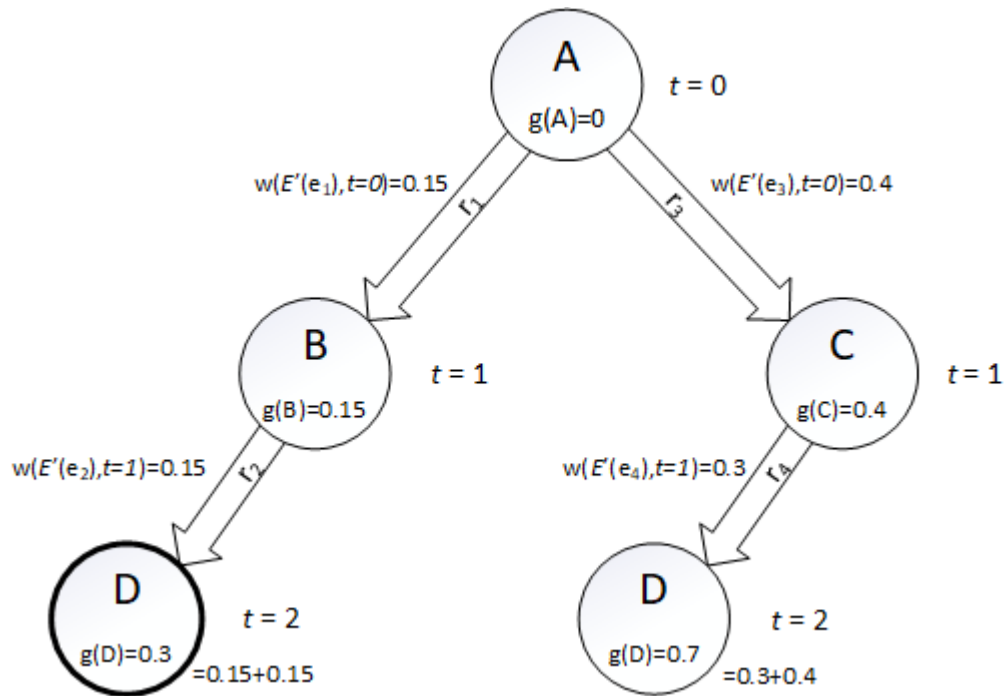 A
t = 0
g(A)=0
w(E'(e₁),t=0)=0.15
r₁
r₃
w(E'(e₃),t=0)=0.4
B
t = 1
g(B)=0.15
C
t = 1
g(C)=0.4
w(E'(e₂),t=1)=0.15
r₂
w(E'(e₄),t=1)=0.3
r₄
D
t = 2
g(D)=0.3
=0.15+0.15
D
t = 2
g(D)=0.7
=0.3+0.4